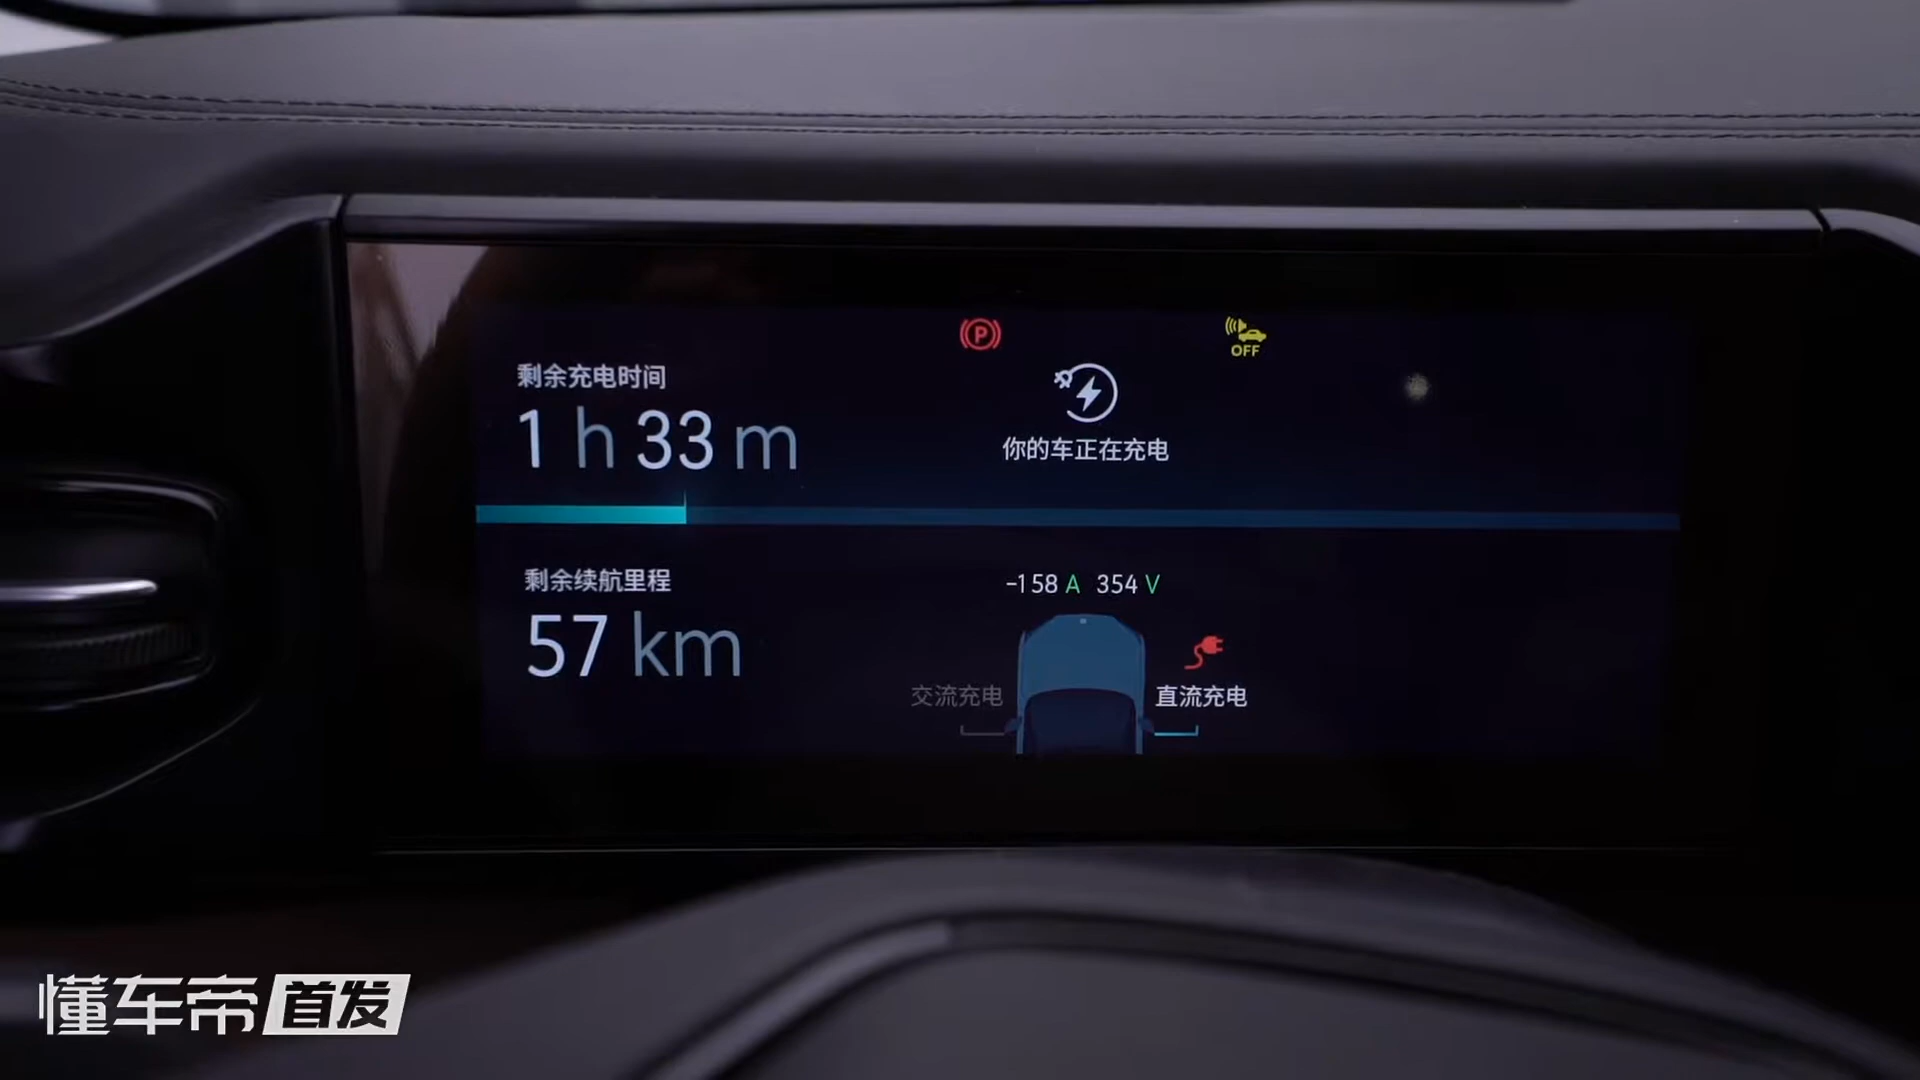 P
OFF
剩余充电时间
1 h 33 m
你的车正在充电
剩余续航里程
57 km
-158 A 354 V
交流充电
直流充电
懂车帝首发